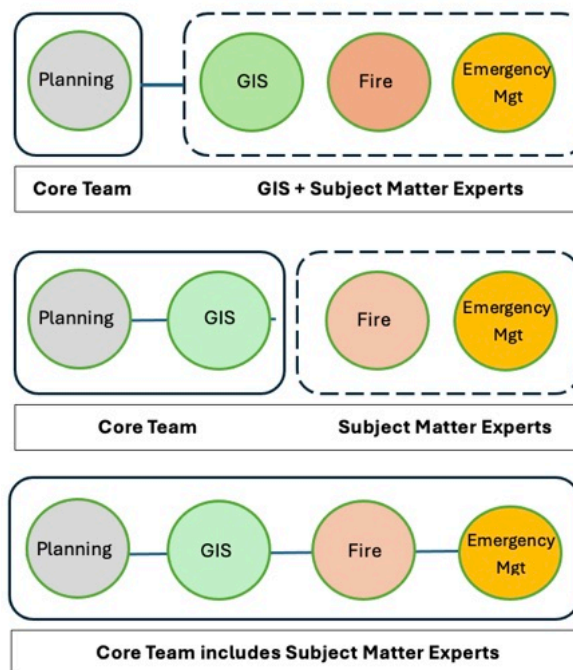 Planning
GIS
Fire
Emergency
Mgt
Core Team
GIS + Subject Matter Experts
Planning
GIS
Fire
Emergency
Mgt
Core Team
Subject Matter Experts
Planning
GIS
Fire
Emergency
Mgt
Core Team includes Subject Matter Experts